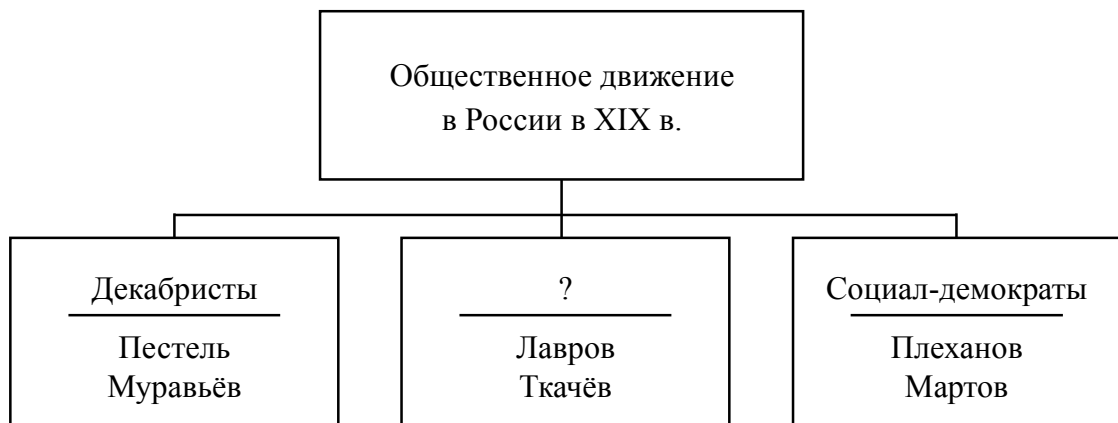 Общественное движение
в России в XIX в.
Декабристы
Пестель
Муравьёв
?
Лавров
Ткачёв
Социал-демократы
Плеханов
Мартов